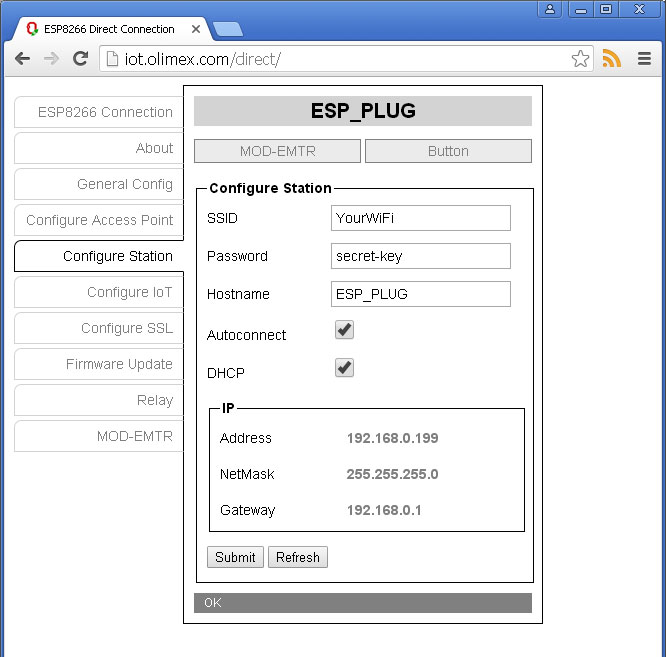 ESP8266 Direct Connection
iot.olimex.com/direct/
ESP8266 Connection
About
General Config
Configure Access Point
Configure Station
Configure IoT
Configure SSL
Firmware Update
Relay
MOD-EMTR
ESP_PLUG
MOD-EMTR Button
Configure Station
SSID YourWiFi
Password secret-key
Hostname ESP_PLUG
Autoconnect
DHCP
IP
Address 192.168.0.199
NetMask 255.255.255.0
Gateway 192.168.0.1
Submit Refresh
OK